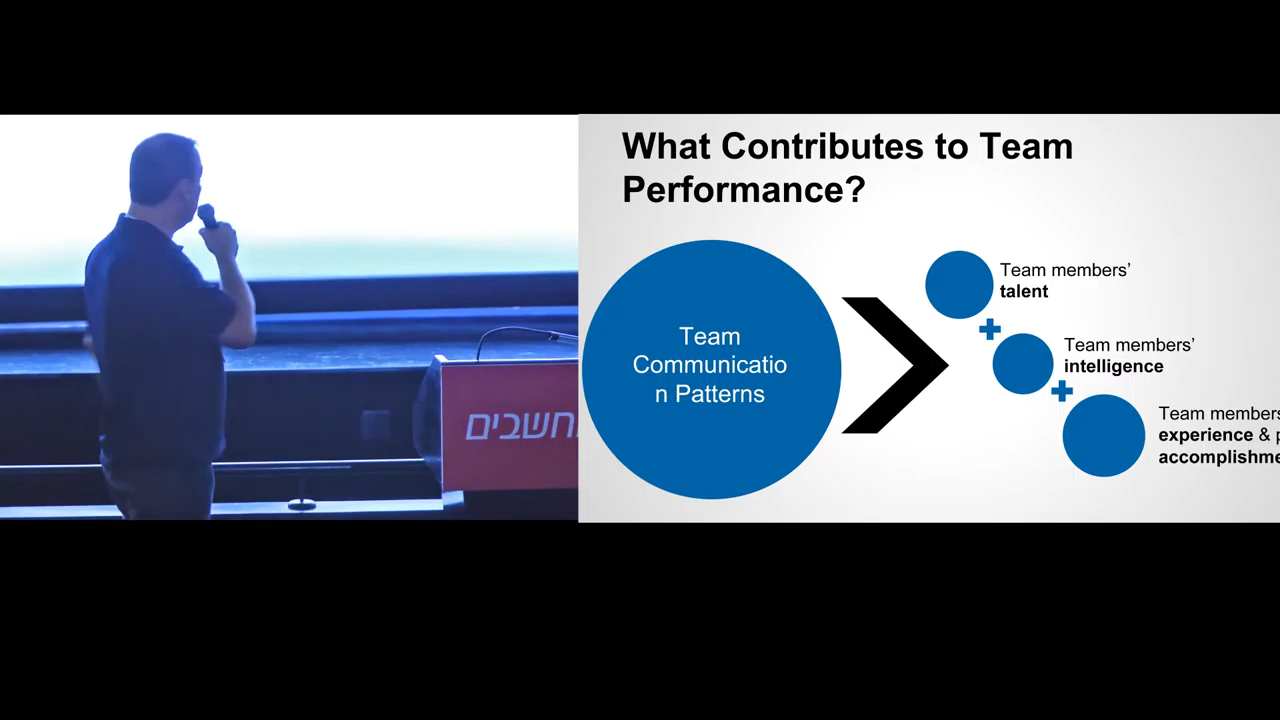 What Contributes to Team
Performance?
Team
Communicatio
n Patterns
Team members'
talent
Team members'
intelligence
Team members
experience & p
accomplishme
חשבים